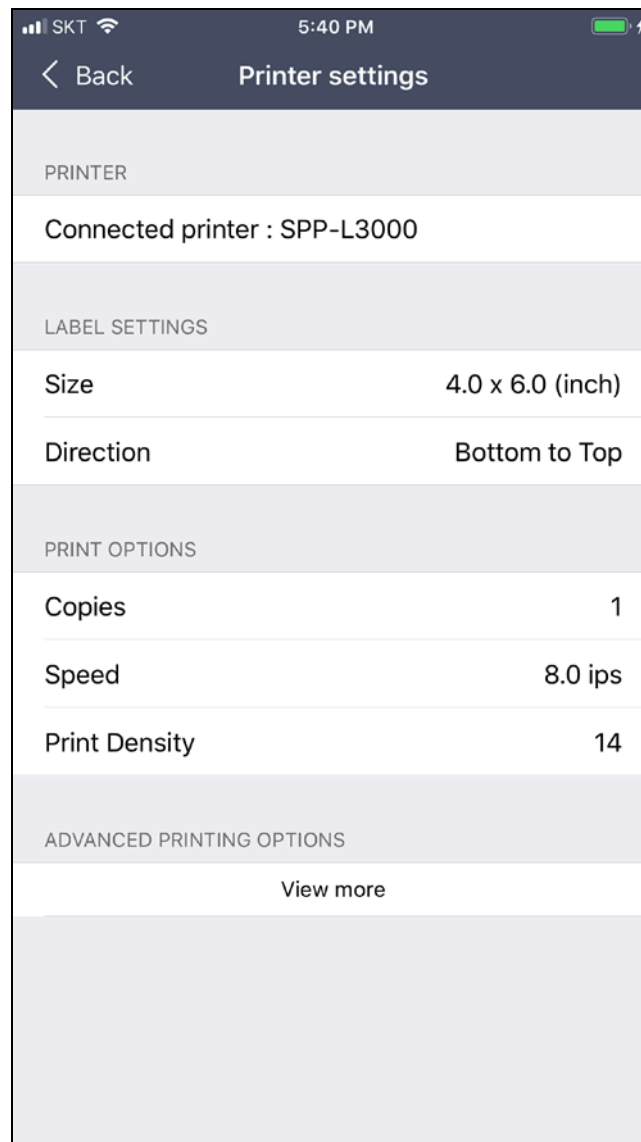 SKT 5:40 PM
Back Printer settings
PRINTER
Connected printer : SPP-L3000
LABEL SETTINGS
Size 4.0 x 6.0 (inch)
Direction Bottom to Top
PRINT OPTIONS
Copies 1
Speed 8.0 ips
Print Density 14
ADVANCED PRINTING OPTIONS
View more